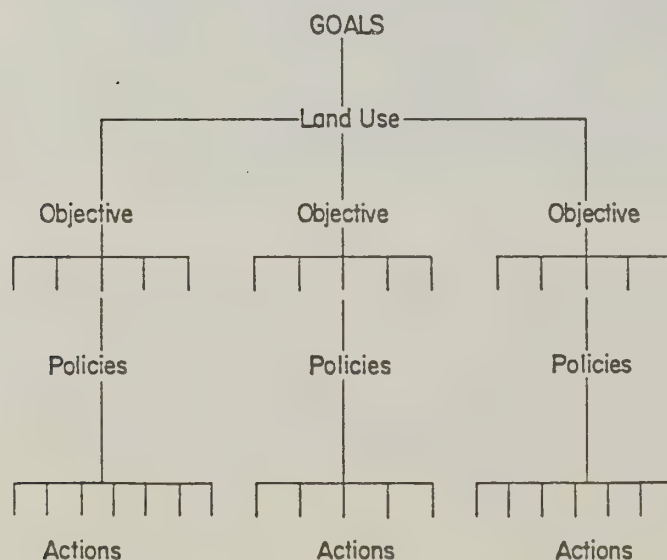 GOALS
Land Use
Objective Objective Objective
Policies Policies Policies
Actions Actions Actions